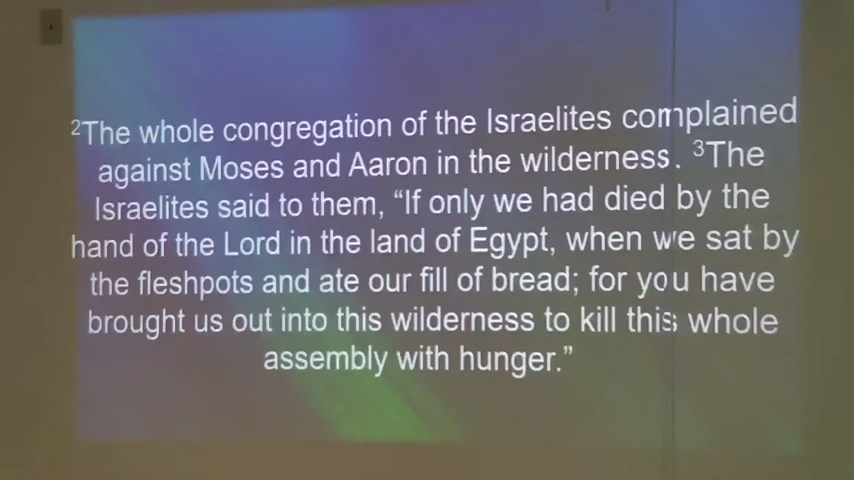 ²The whole congregation of the Israelites complained
against Moses and Aaron in the wilderness. ³The
Israelites said to them, “If only we had died by the
hand of the Lord in the land of Egypt, when we sat by
the fleshpots and ate our fill of bread; for you have
brought us out into this wilderness to kill this whole
assembly with hunger.”